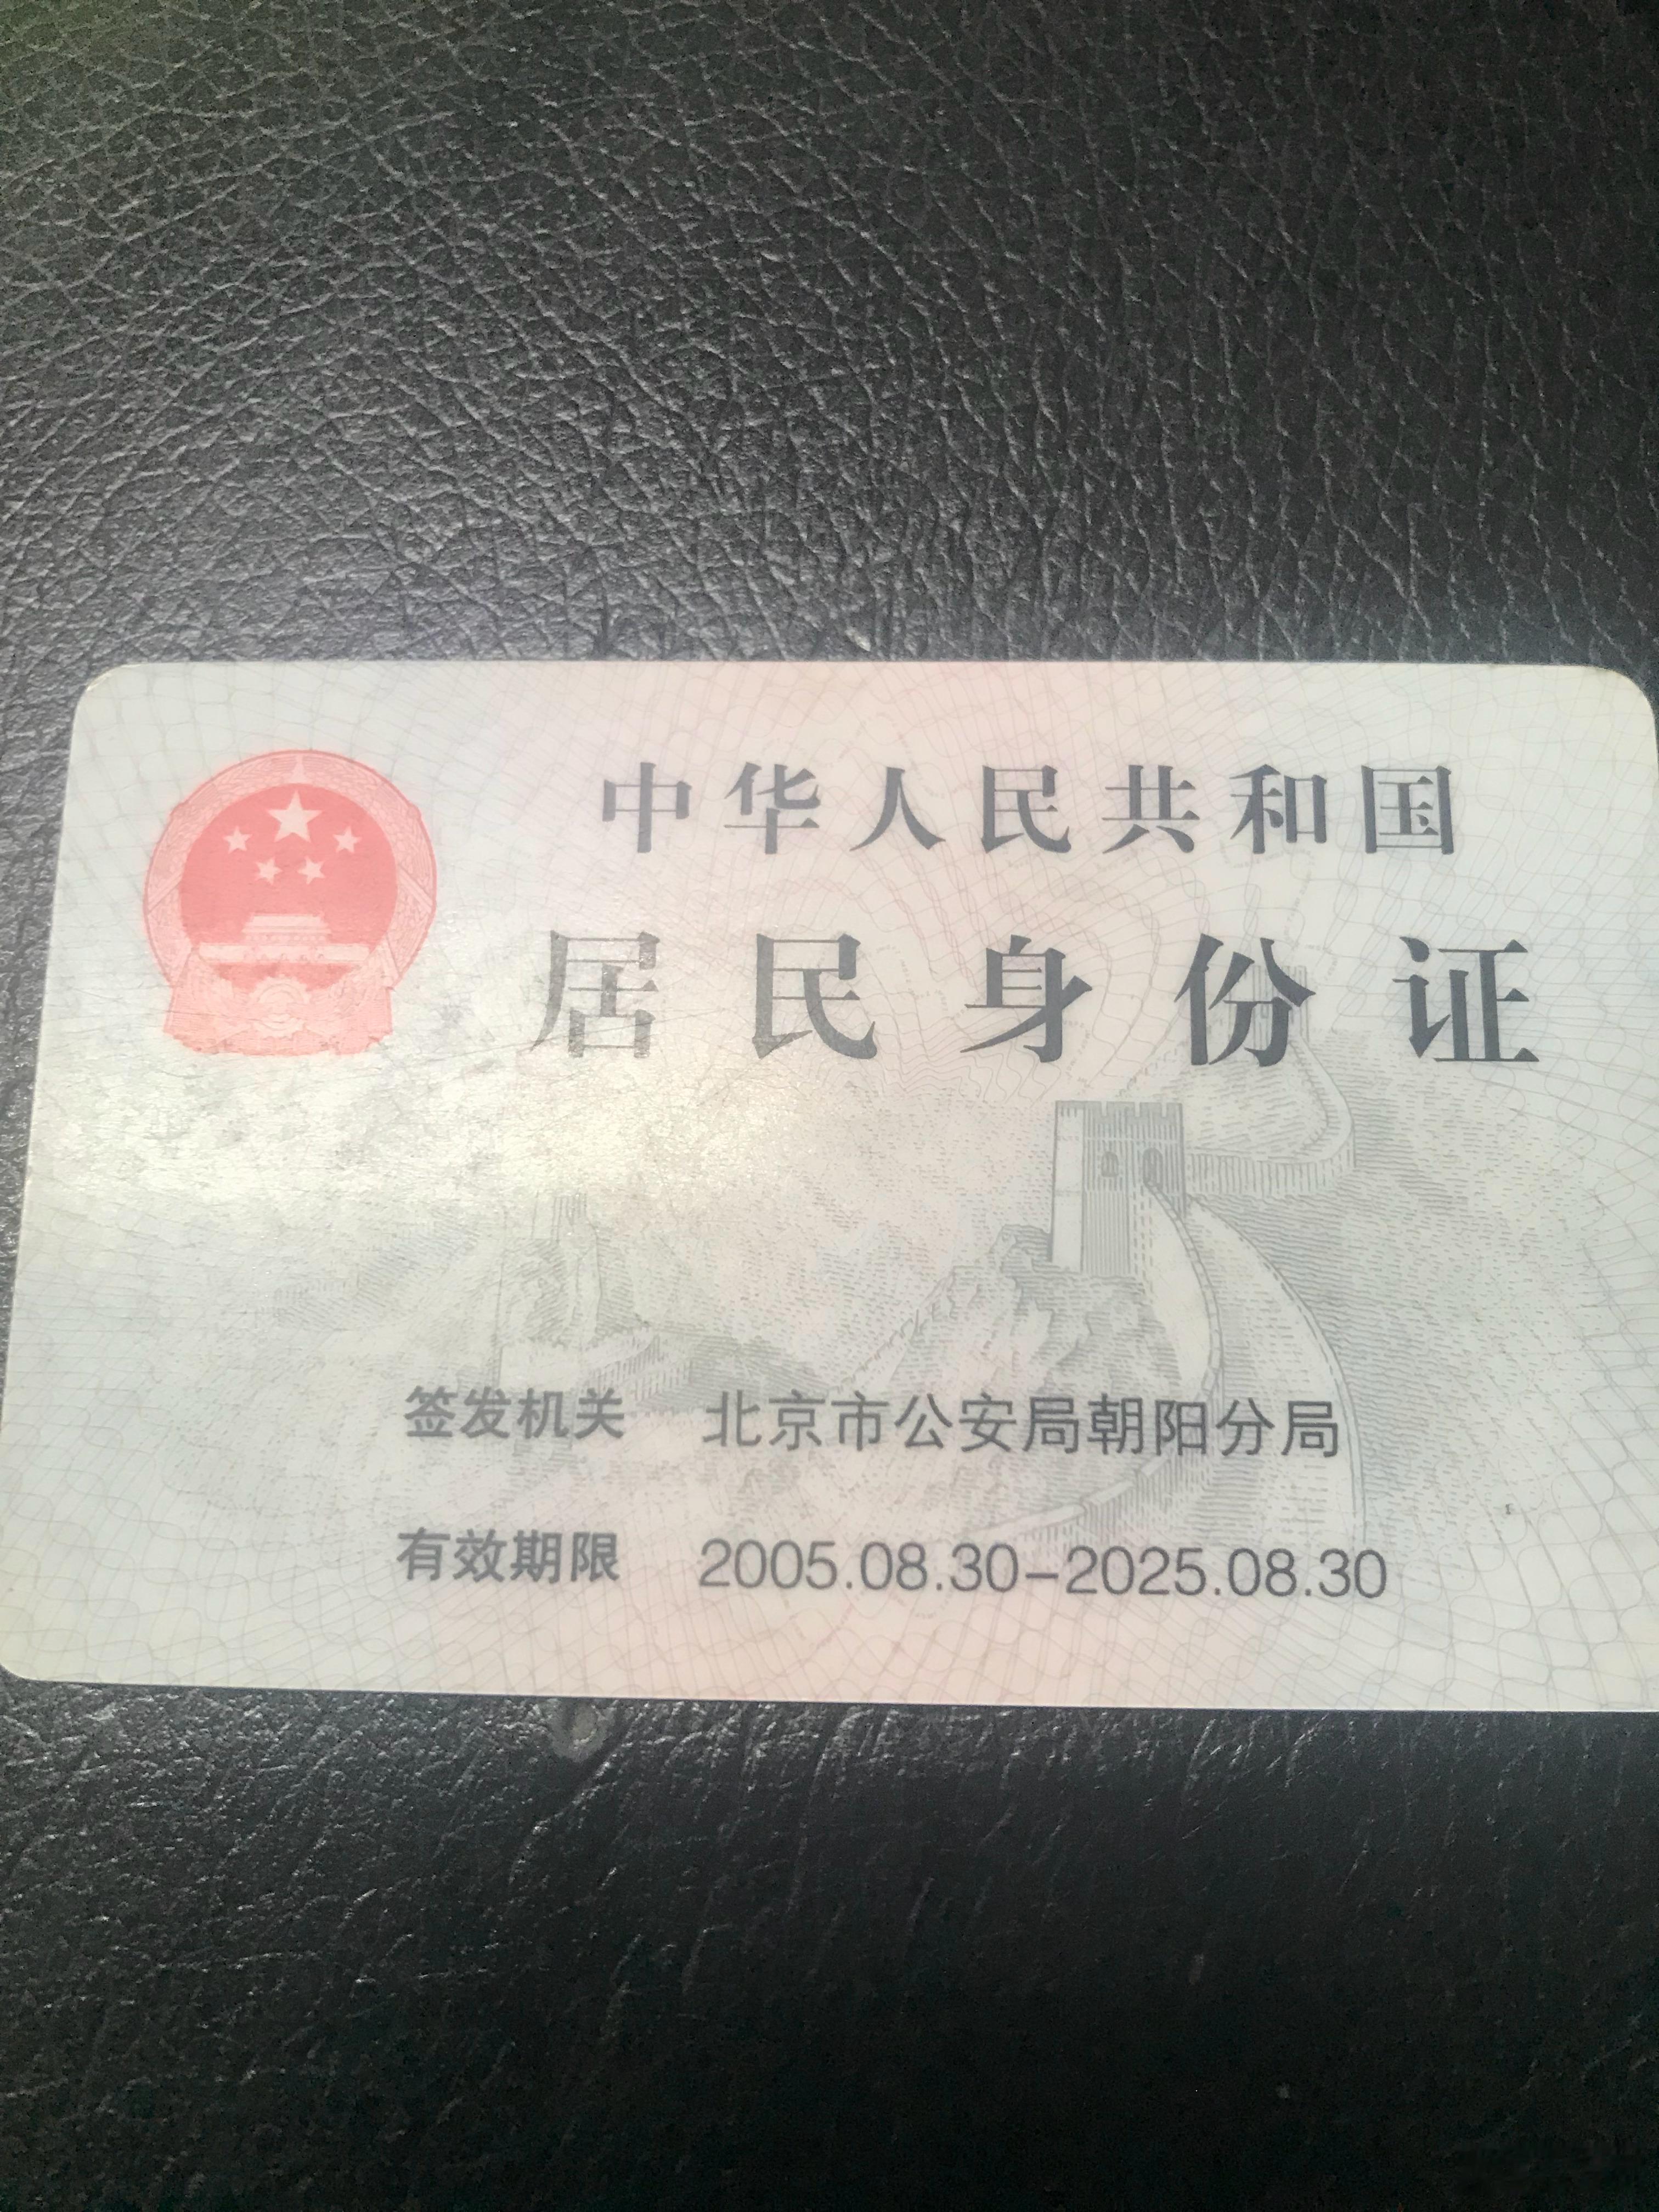 中华人民共和国
居民身份证
签发机关 北京市公安局朝阳分局
有效期限 2005.08.30-2025.08.30